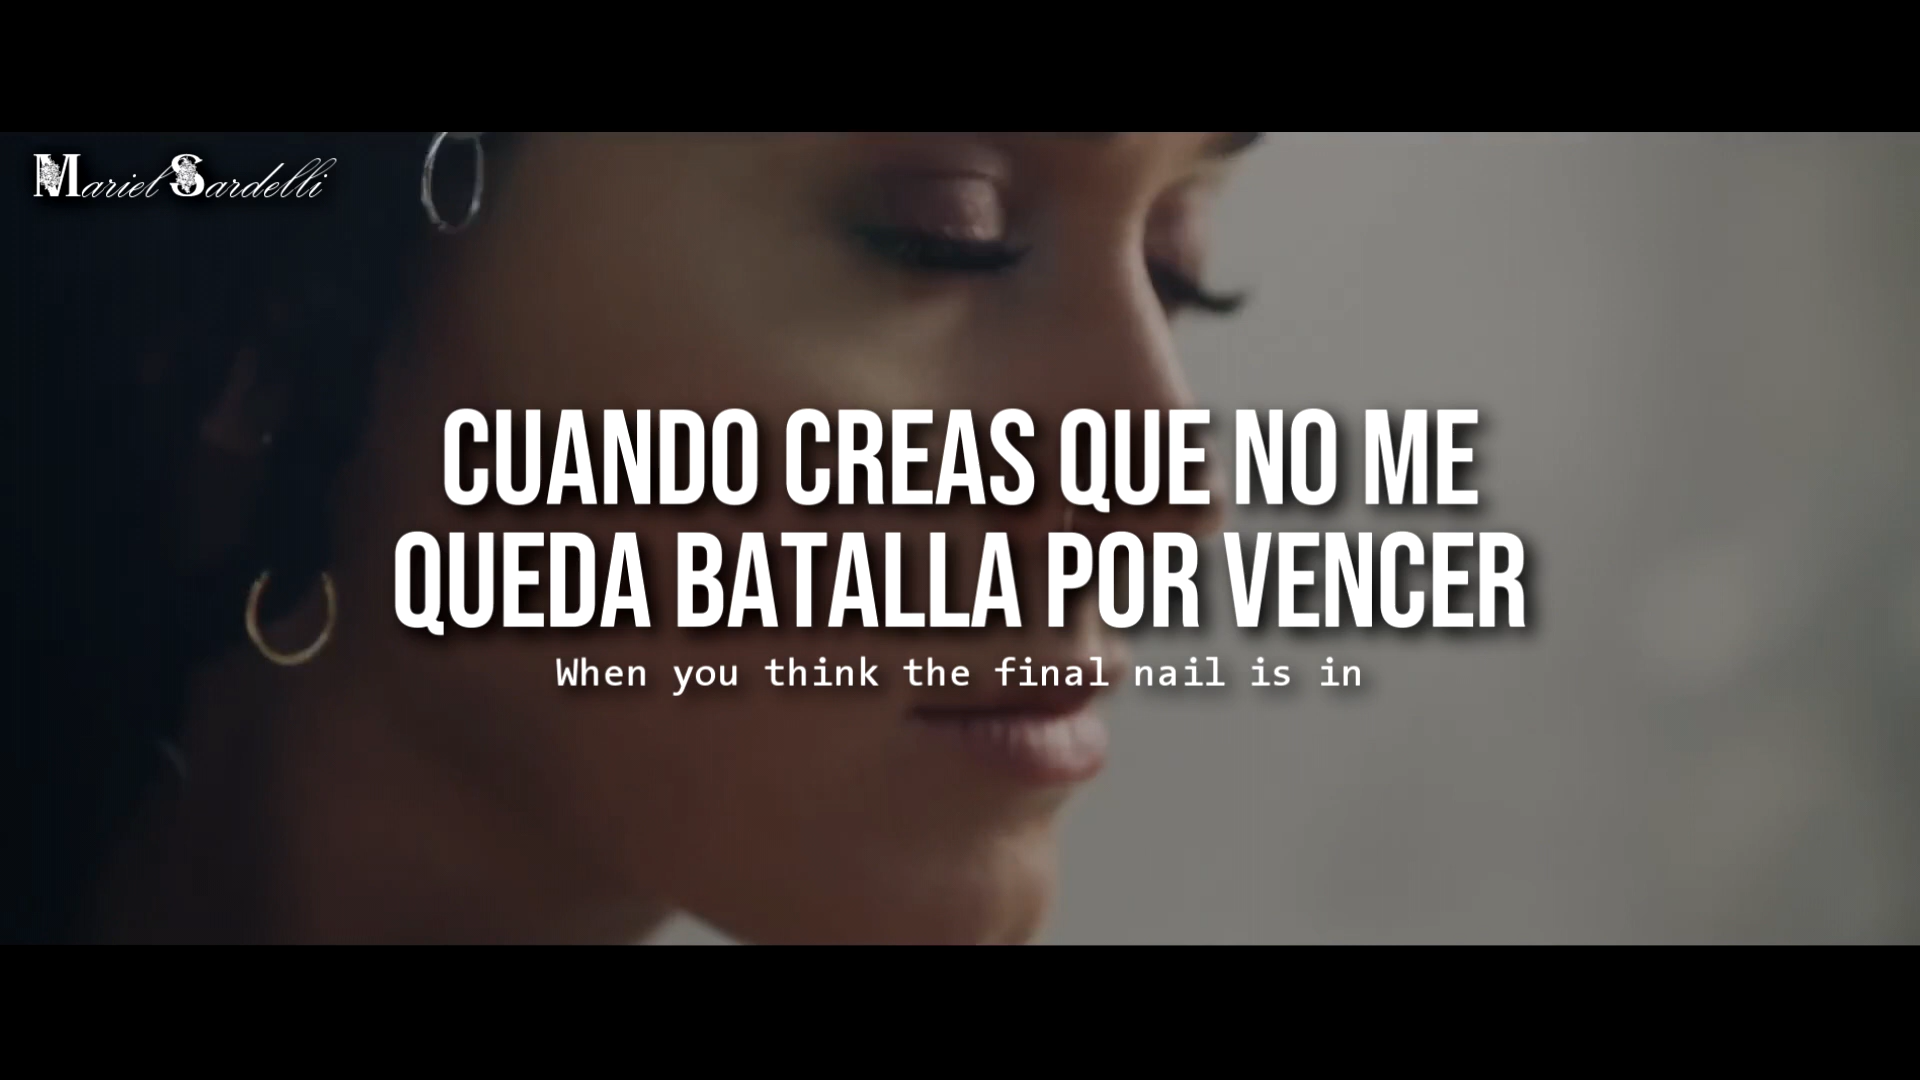 Mariel Sardelli
CUANDO CREAS QUE NO ME
QUEDA BATALLA POR VENCER
When you think the final nail is in